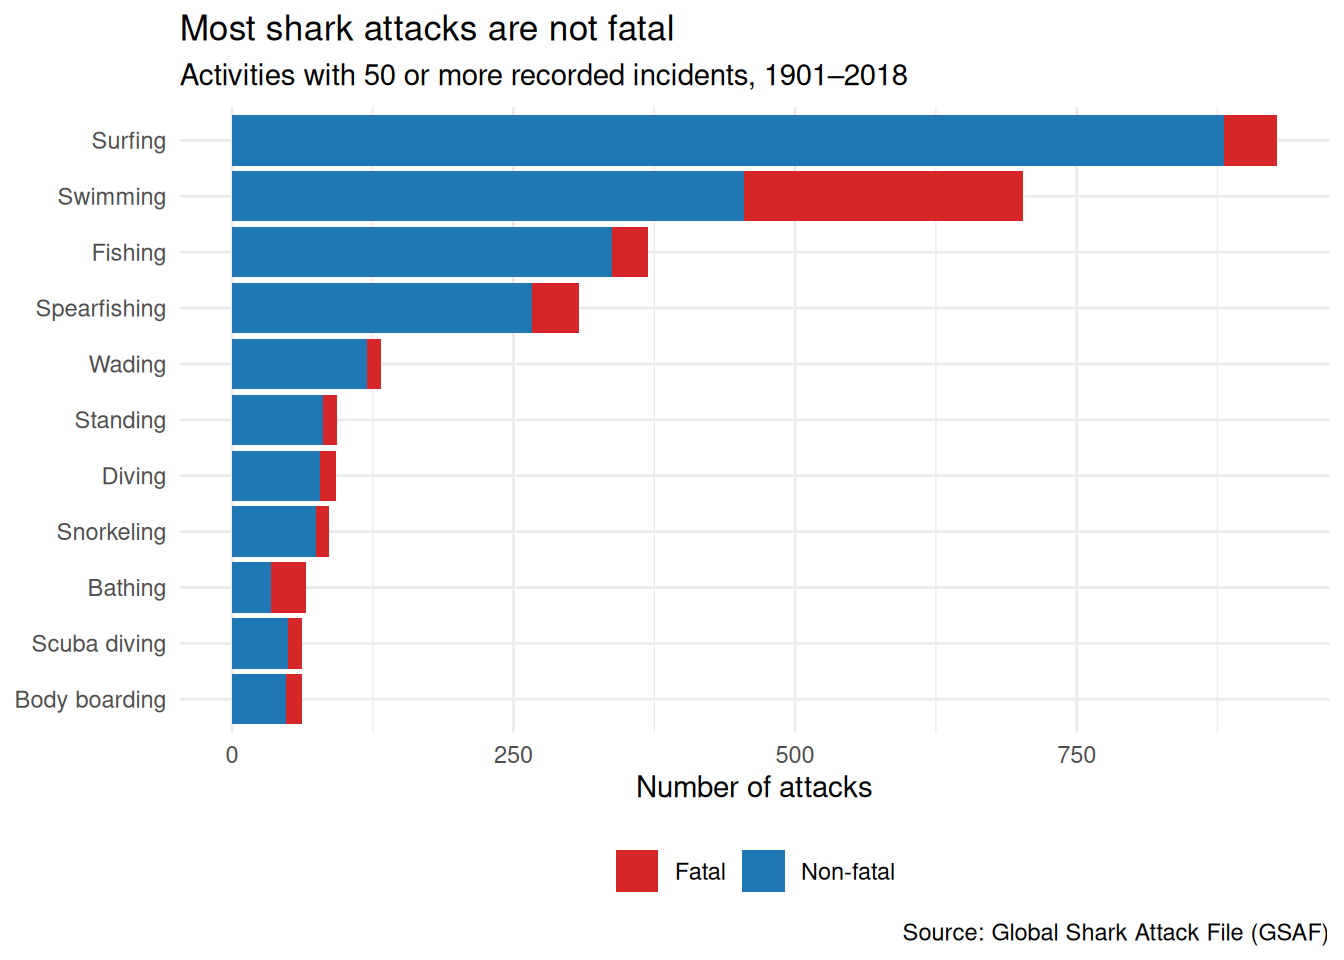 Most shark attacks are not fatal
Activities with 50 or more recorded incidents, 1901–2018
Surfing
Swimming
Fishing
Spearfishing
Wading
Standing
Diving
Snorkeling
Bathing
Scuba diving
Body boarding
0 250 500 750
Number of attacks
Fatal Non-fatal
Source: Global Shark Attack File (GSAF)